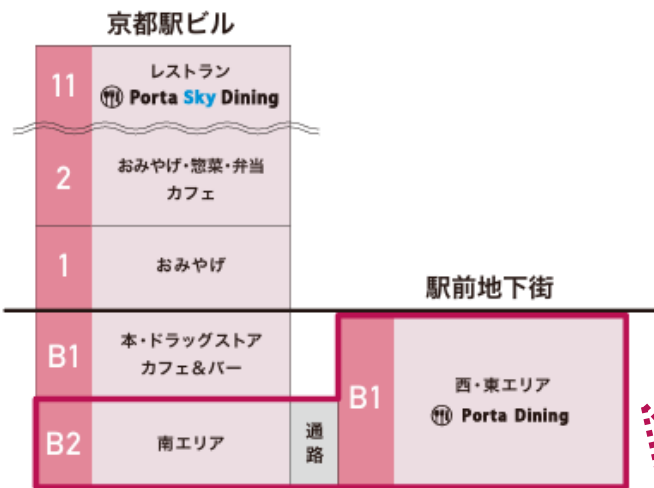 京都駅ビル
11
レストラン
Porta Sky Dining
2
おみやげ・惣菜・弁当
カフェ
1
おみやげ
駅前地下街
B1
本・ドラッグストア
カフェ&バー
B1
西・東エリア
Porta Dining
B2
南エリア
通路